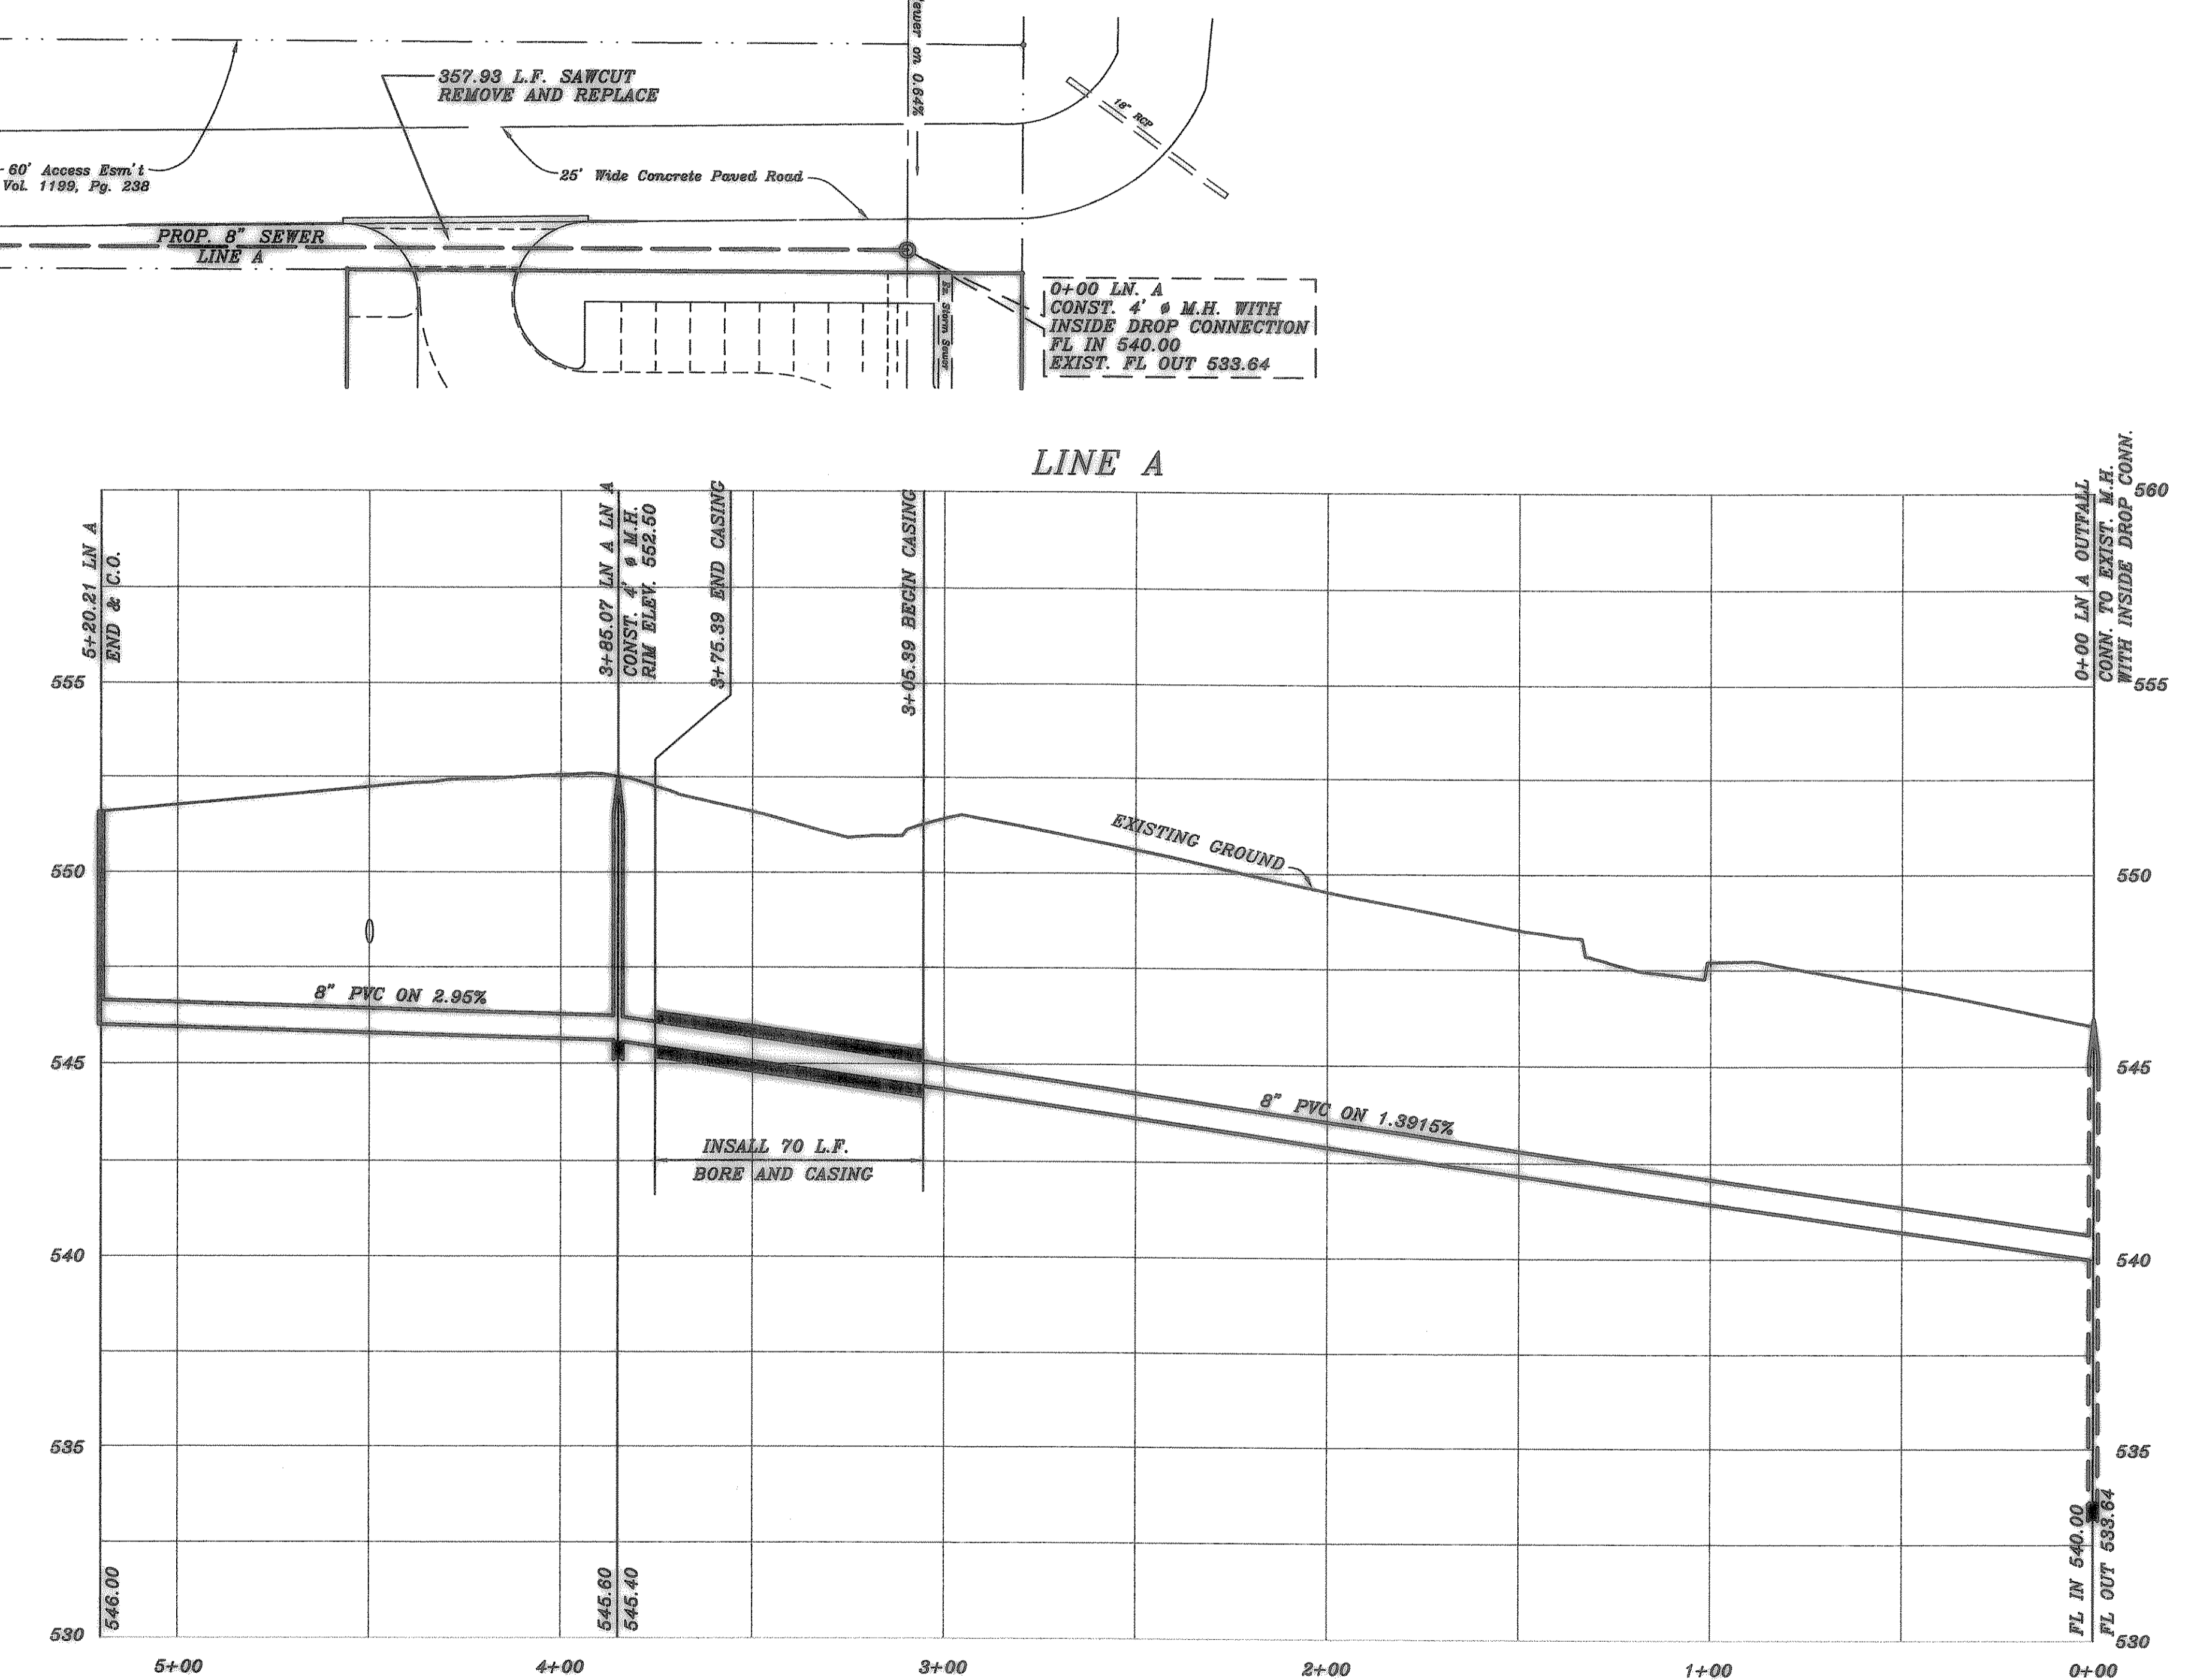 ewer on 0.64%
357.93 L.F. SAWCUT
REMOVE AND REPLACE
18" RCP
60' Access Esm't
Vol. 1199, Pg. 238
25' Wide Concrete Paved Road
PROP. 8" SEWER
LINE A
Ex. Storm Sewer
0+00 LN. A
CONST. 4' ø M.H. WITH
INSIDE DROP CONNECTION
FL IN 540.00
EXIST. FL OUT 533.64
LINE A
5+20.21 LN A
END & C.O.
3+85.07 LN A LN A
CONST. 4' ø M.H.
RIM ELEV. 552.50
3+75.39 END CASING
3+05.39 BEGIN CASING
0+00 LN A OUTFALL
CONN. TO EXIST. M.H.
WITH INSIDE DROP CONN.
560
555
555
EXISTING GROUND
550
550
8" PVC ON 2.95%
545
545
8" PVC ON 1.3915%
INSALL 70 L.F.
BORE AND CASING
540
540
535
535
546.00
545.60
545.40
FL IN 540.00
FL OUT 533.64
530
530
5+00
4+00
3+00
2+00
1+00
0+00